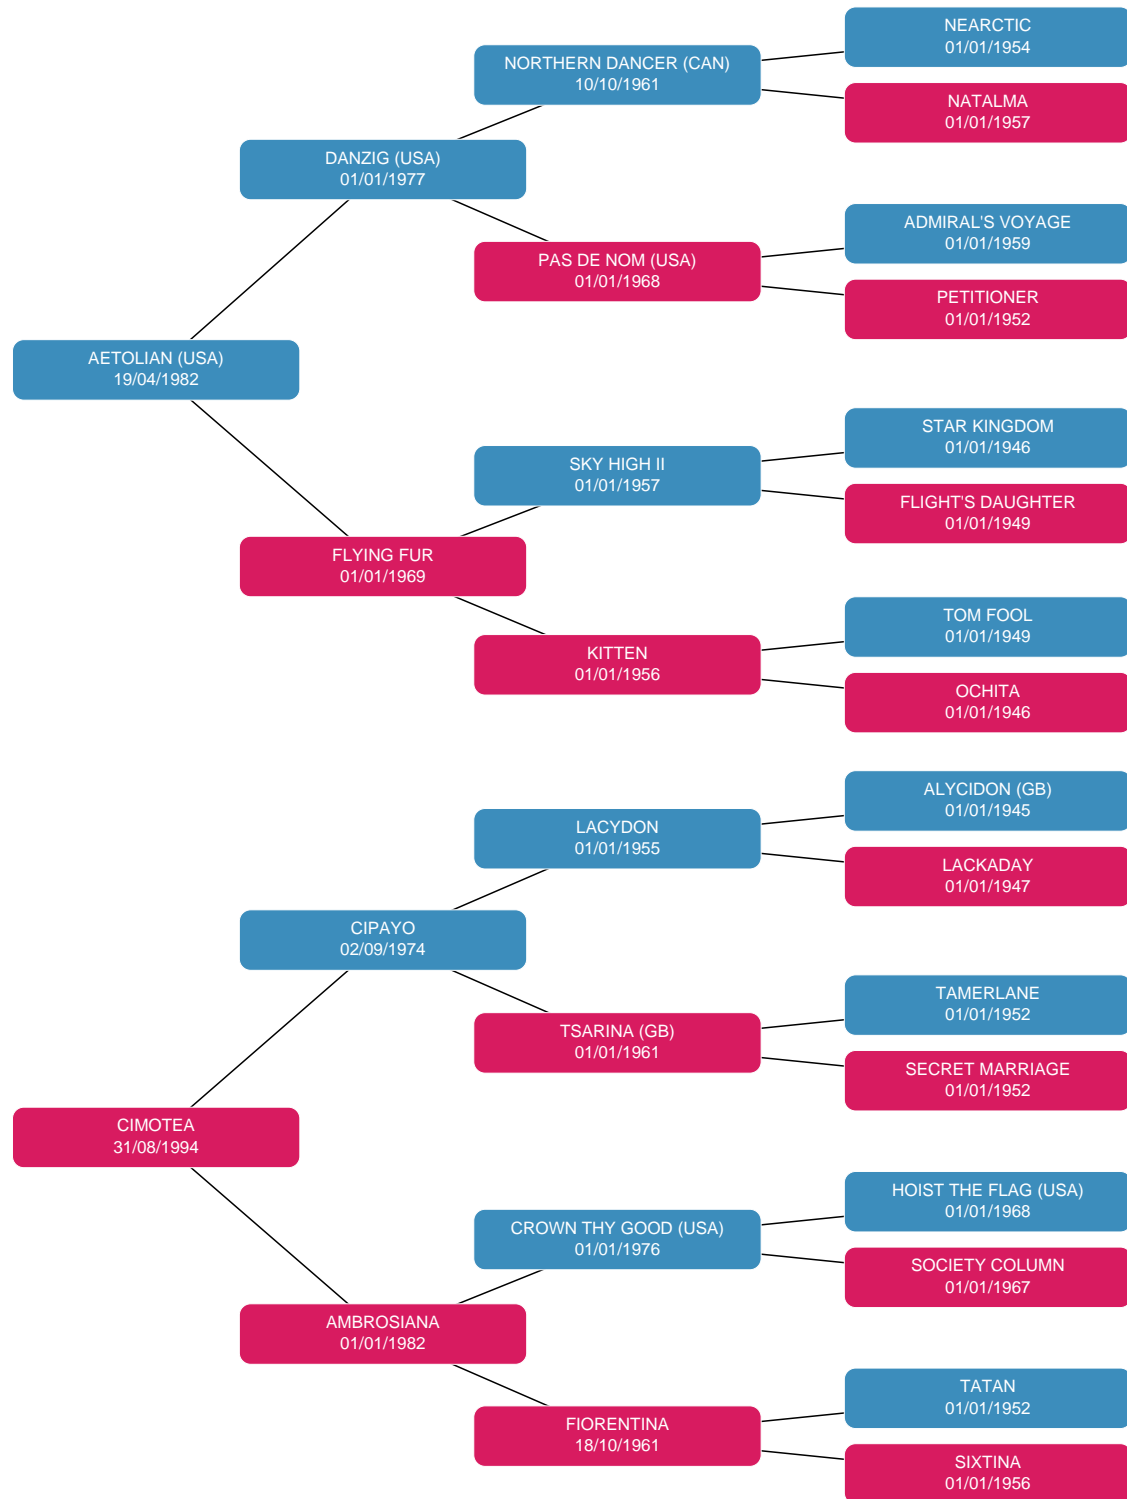 NEARCTIC
01/01/1954
NORTHERN DANCER (CAN)
10/10/1961
NATALMA
01/01/1957
DANZIG (USA)
01/01/1977
ADMIRAL'S VOYAGE
01/01/1959
PAS DE NOM (USA)
01/01/1968
PETITIONER
01/01/1952
AETOLIAN (USA)
19/04/1982
STAR KINGDOM
01/01/1946
SKY HIGH II
01/01/1957
FLIGHT'S DAUGHTER
01/01/1949
FLYING FUR
01/01/1969
TOM FOOL
01/01/1949
KITTEN
01/01/1956
OCHITA
01/01/1946
ALYCIDON (GB)
01/01/1945
LACYDON
01/01/1955
LACKADAY
01/01/1947
CIPAYO
02/09/1974
TAMERLANE
01/01/1952
TSARINA (GB)
01/01/1961
SECRET MARRIAGE
01/01/1952
CIMOTEA
31/08/1994
HOIST THE FLAG (USA)
01/01/1968
CROWN THY GOOD (USA)
01/01/1976
SOCIETY COLUMN
01/01/1967
AMBROSIANA
01/01/1982
TATAN
01/01/1952
FIORENTINA
18/10/1961
SIXTINA
01/01/1956